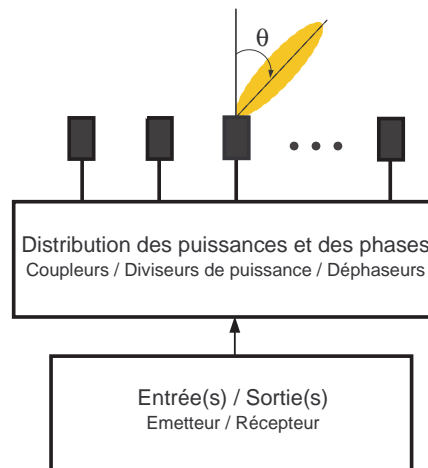 θ
Distribution des puissances et des phases
Coupleurs / Diviseurs de puissance / Déphaseurs
Entrée(s) / Sortie(s)
Emetteur / Récepteur